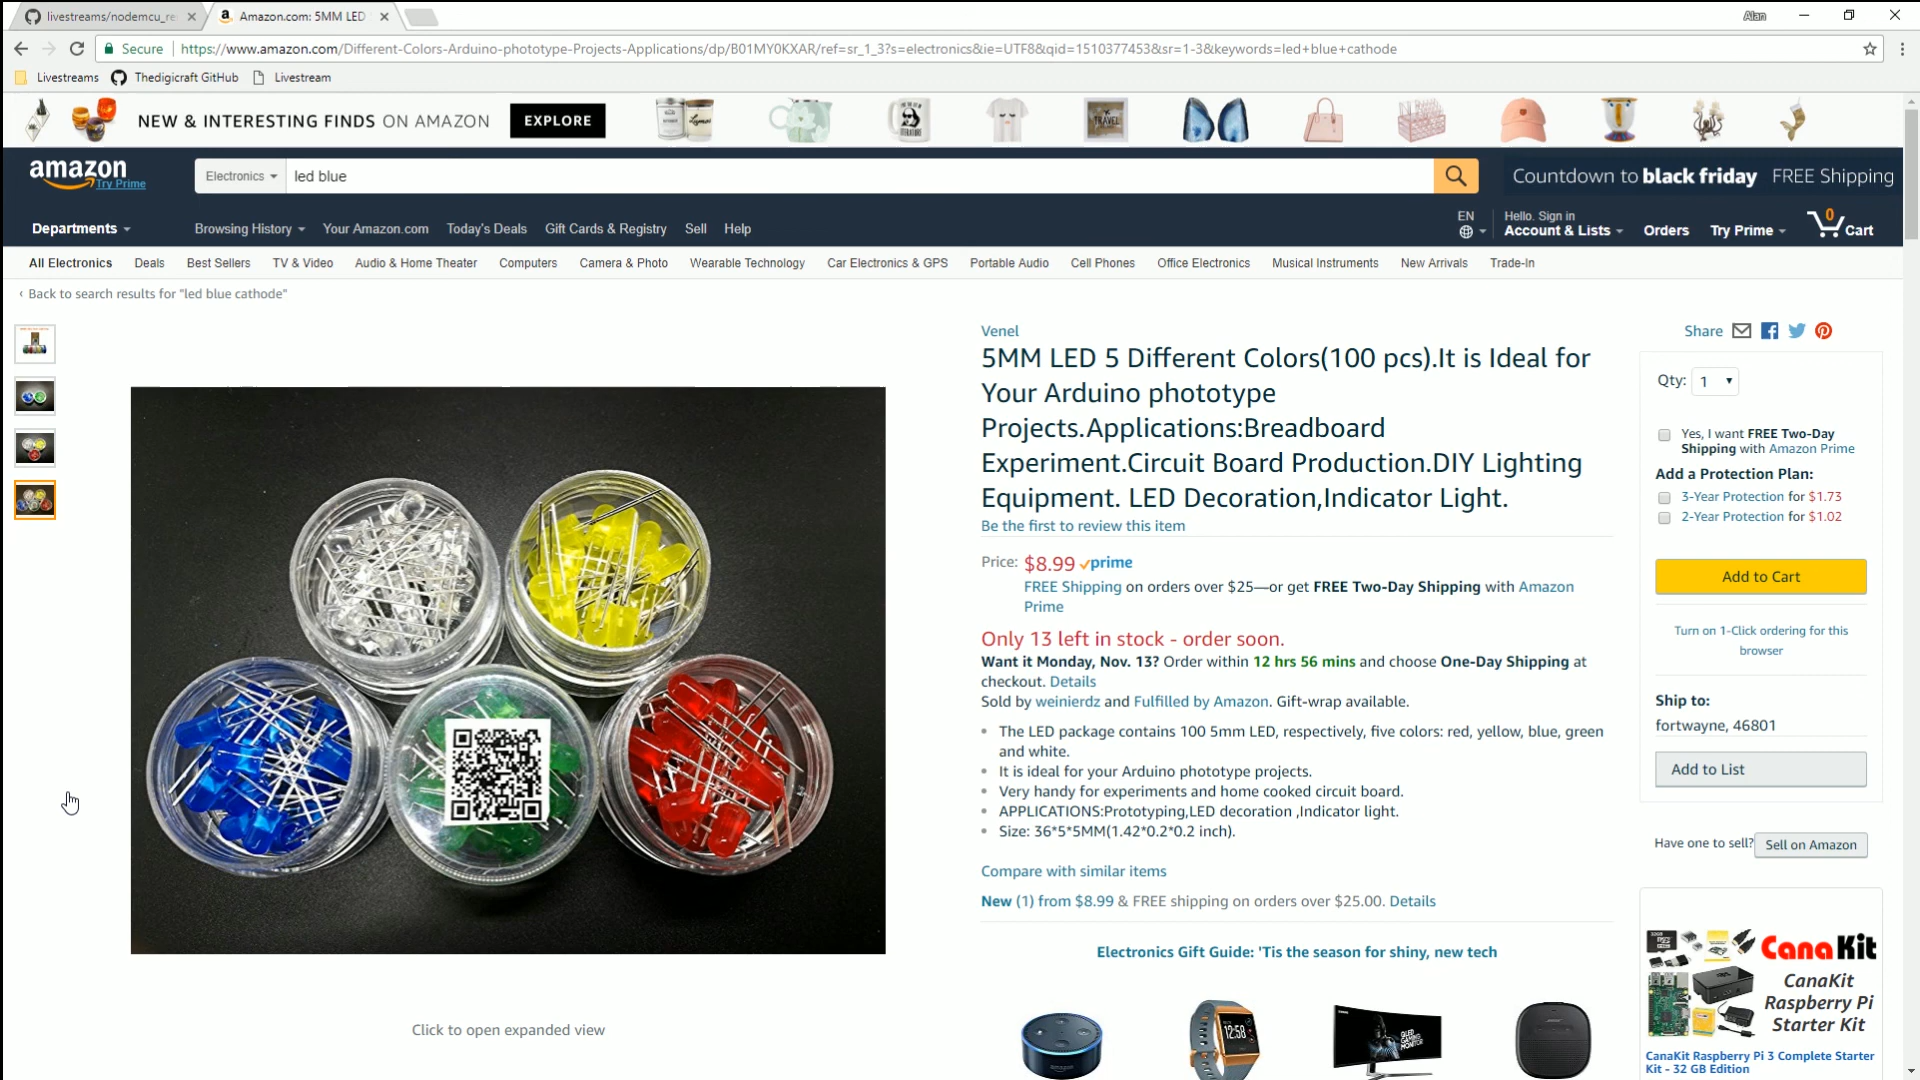 livestreams/nodemcu_re
Amazon.com: 5MM LED
Alan
Secure
https://www.amazon.com/Different-Colors-Arduino-phototype-Projects-Applications/dp/B01MY0KXAR/ref=sr_1_3?s=electronics&ie=UTF8&qid=1510377453&sr=1-3&keywords=led+blue+cathode
Livestreams
Thedigicraft GitHub
Livestream
NEW & INTERESTING FINDS ON AMAZON
EXPLORE
TRAVEL
amazon
Try Prime
Electronics
led blue
Countdown to black friday FREE Shipping
Departments
Browsing History
Your Amazon.com
Today's Deals
Gift Cards & Registry
Sell
Help
EN
Hello. Sign in
Account & Lists
Orders
Try Prime
0
Cart
All Electronics
Deals
Best Sellers
TV & Video
Audio & Home Theater
Computers
Camera & Photo
Wearable Technology
Car Electronics & GPS
Portable Audio
Cell Phones
Office Electronics
Musical Instruments
New Arrivals
Trade-In
‹ Back to search results for "led blue cathode"
Venel
5MM LED 5 Different Colors(100 pcs).It is Ideal for
Your Arduino phototype
Projects.Applications:Breadboard
Experiment.Circuit Board Production.DIY Lighting
Equipment. LED Decoration,Indicator Light.
Be the first to review this item
Price: $8.99 prime
FREE Shipping on orders over $25—or get FREE Two-Day Shipping with Amazon
Prime
Only 13 left in stock - order soon.
Want it Monday, Nov. 13? Order within 12 hrs 56 mins and choose One-Day Shipping at
checkout. Details
Sold by weinierdz and Fulfilled by Amazon. Gift-wrap available.
• The LED package contains 100 5mm LED, respectively, five colors: red, yellow, blue, green
and white.
• It is ideal for your Arduino phototype projects.
• Very handy for experiments and home cooked circuit board.
• APPLICATIONS:Prototyping,LED decoration ,Indicator light.
• Size: 36*5*5MM(1.42*0.2*0.2 inch).
Compare with similar items
New (1) from $8.99 & FREE shipping on orders over $25.00. Details
Electronics Gift Guide: 'Tis the season for shiny, new tech
12:58
QLED
GAMING
MONITOR
Click to open expanded view
Share
Qty: 1
Yes, I want FREE Two-Day
Shipping with Amazon Prime
Add a Protection Plan:
3-Year Protection for $1.73
2-Year Protection for $1.02
Add to Cart
Turn on 1-Click ordering for this
browser
Ship to:
fortwayne, 46801
Add to List
Have one to sell?
Sell on Amazon
CanaKit
CanaKit
Raspberry Pi
Starter Kit
CanaKit Raspberry Pi 3 Complete Starter
Kit - 32 GB Edition